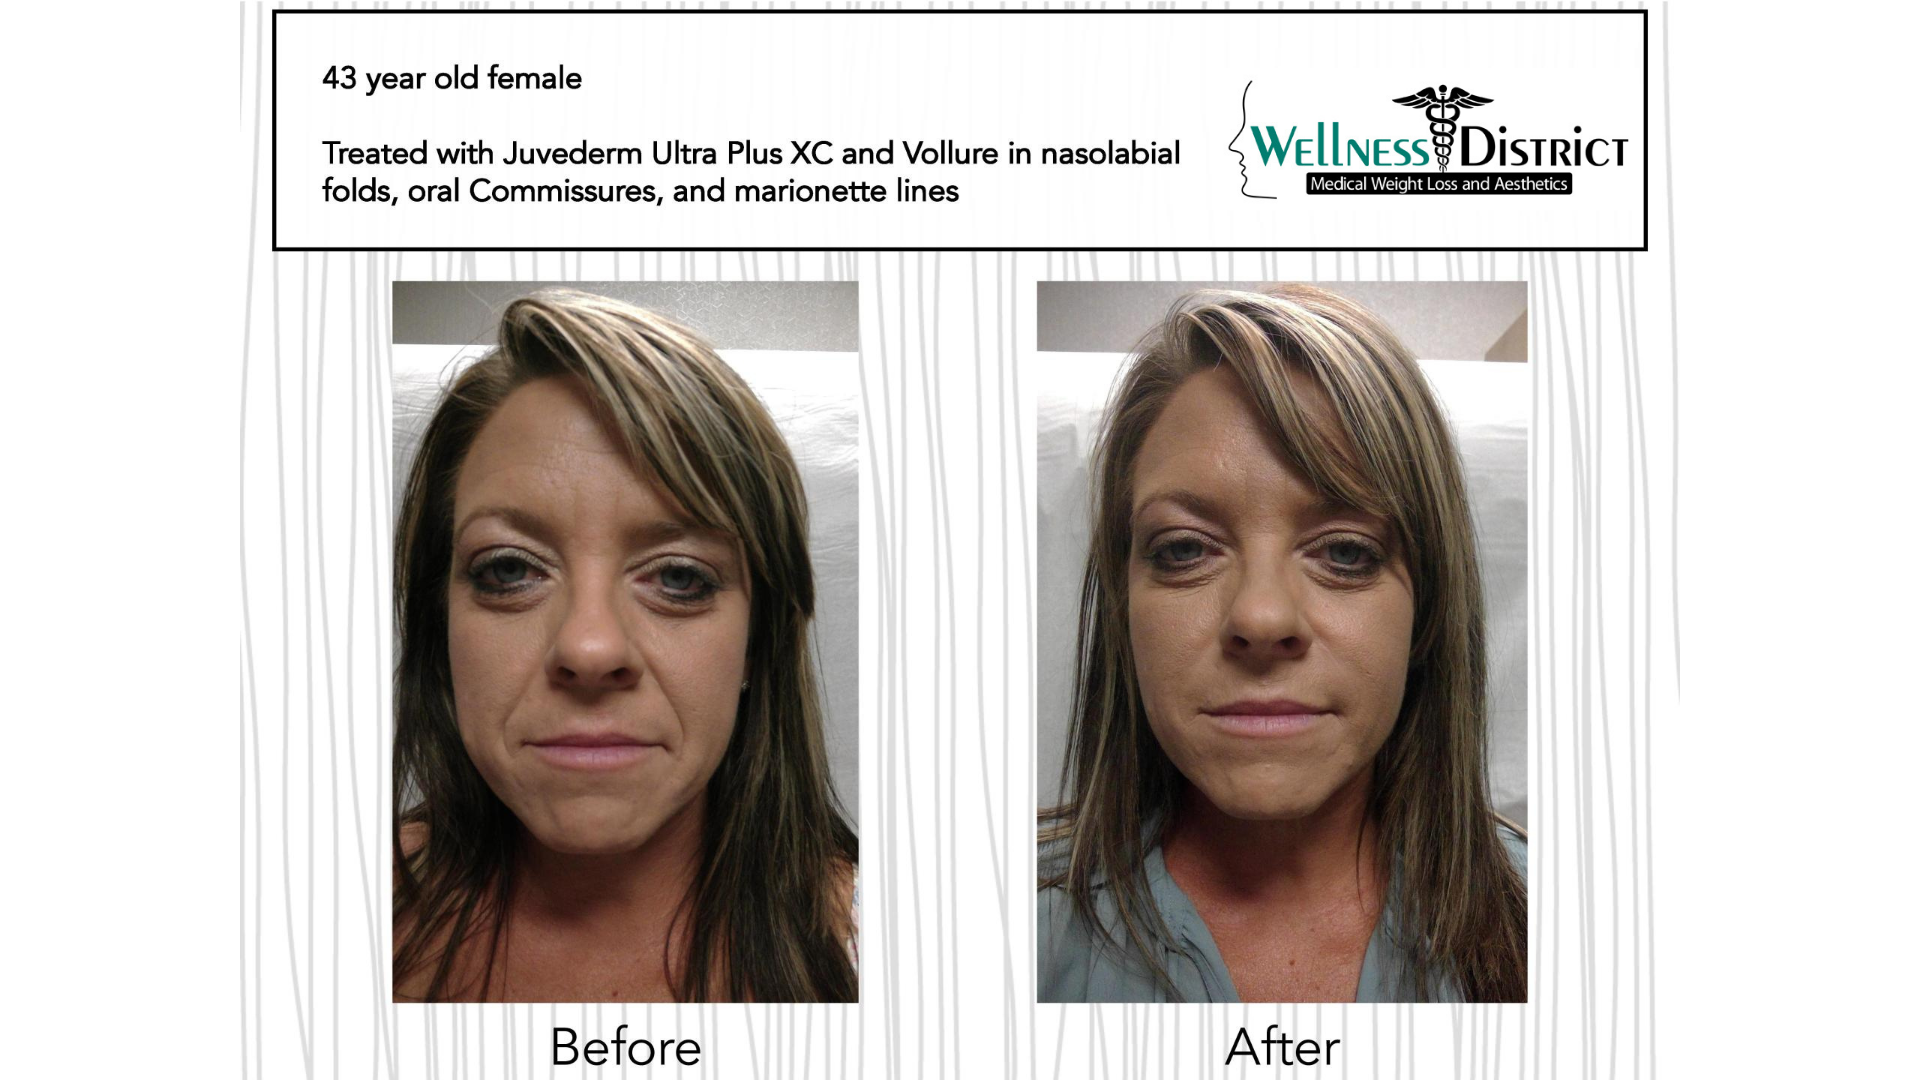 43 year old female
Treated with Juvederm Ultra Plus XC and Vollure in nasolabial
folds, oral Commissures, and marionette lines
Wellness District
Medical Weight Loss and Aesthetics
Before
After